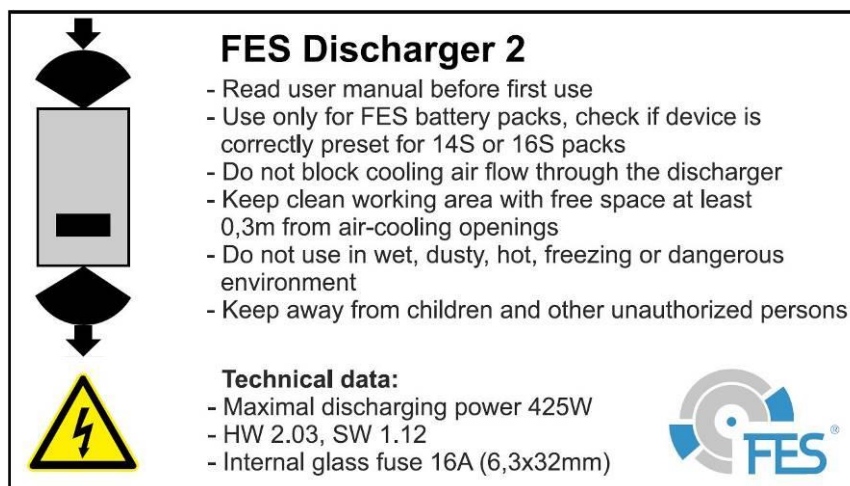 FES Discharger 2
- Read user manual before first use
- Use only for FES battery packs, check if device is
correctly preset for 14S or 16S packs
- Do not block cooling air flow through the discharger
- Keep clean working area with free space at least
0,3m from air-cooling openings
- Do not use in wet, dusty, hot, freezing or dangerous
environment
- Keep away from children and other unauthorized persons
Technical data:
- Maximal discharging power 425W
- HW 2.03, SW 1.12
- Internal glass fuse 16A (6,3x32mm)
FES®